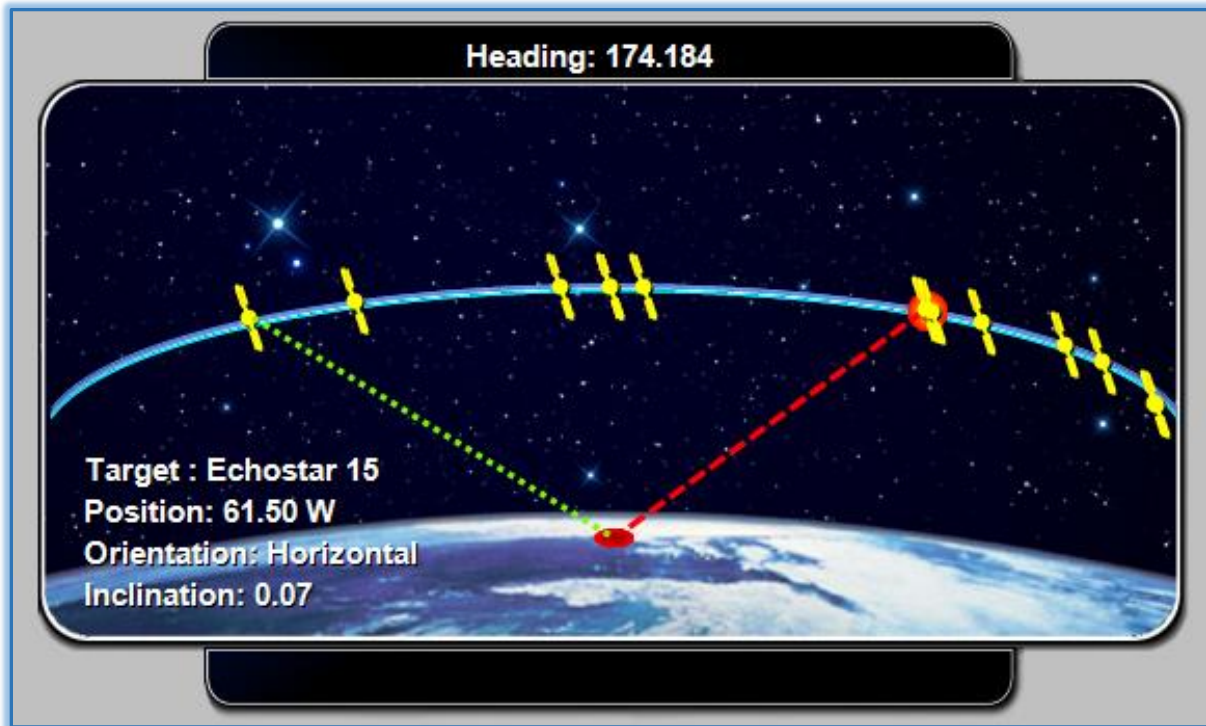 Heading: 174.184
Target : Echostar 15
Position: 61.50 W
Orientation: Horizontal
Inclination: 0.07